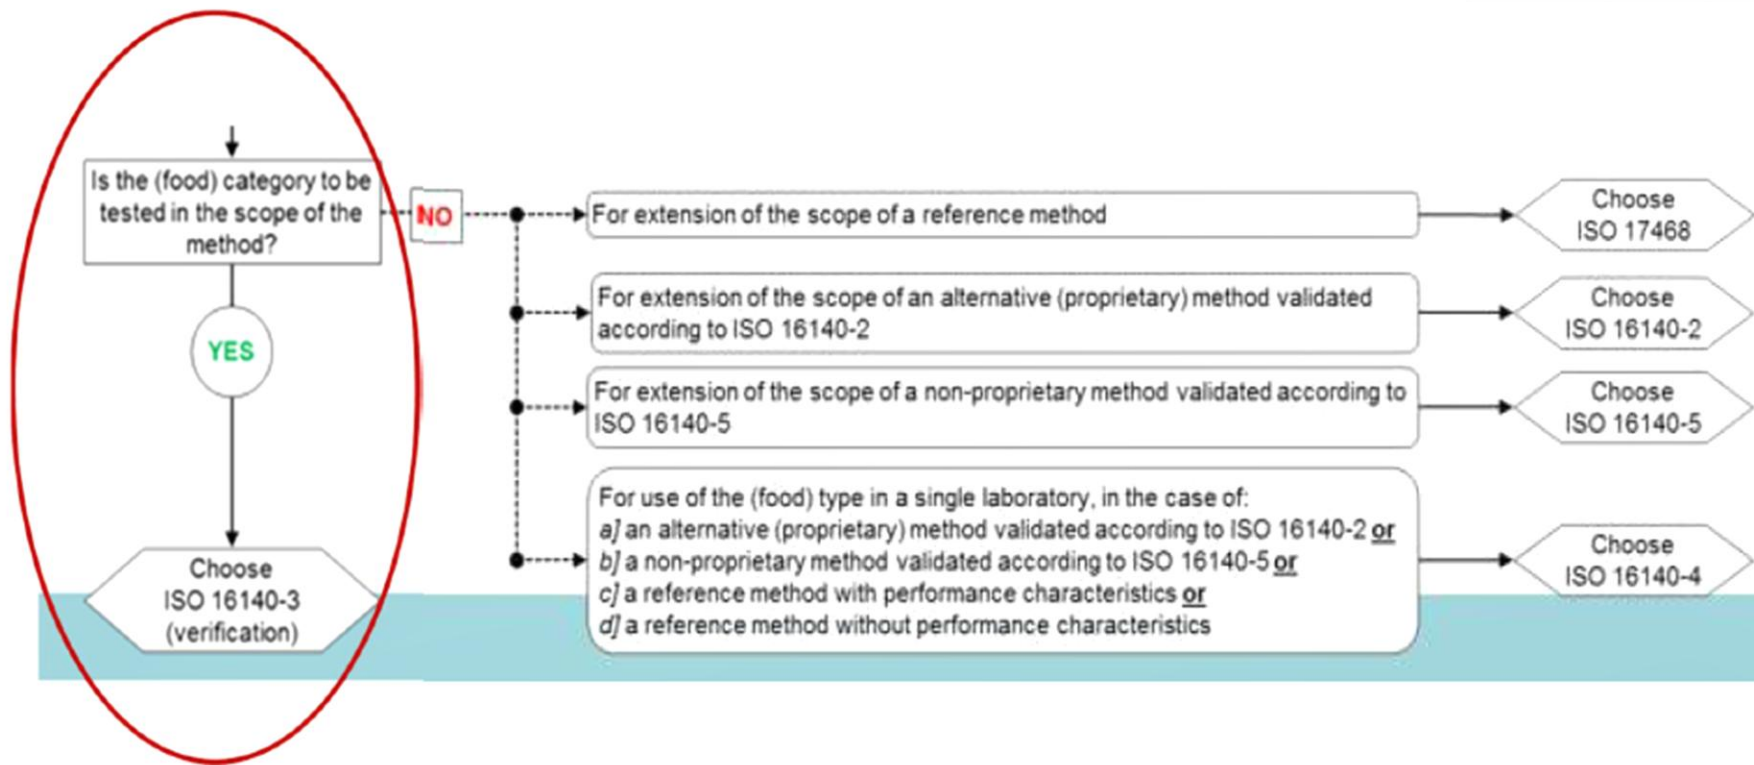 Is the (food) category to be
tested in the scope of the
method?
NO
YES
Choose
ISO 16140-3
(verification)
For extension of the scope of a reference method
Choose
ISO 17468
For extension of the scope of an alternative (proprietary) method validated
according to ISO 16140-2
Choose
ISO 16140-2
For extension of the scope of a non-proprietary method validated according to
ISO 16140-5
Choose
ISO 16140-5
For use of the (food) type in a single laboratory, in the case of:
a] an alternative (proprietary) method validated according to ISO 16140-2 or
b] a non-proprietary method validated according to ISO 16140-5 or
c] a reference method with performance characteristics or
d] a reference method without performance characteristics
Choose
ISO 16140-4